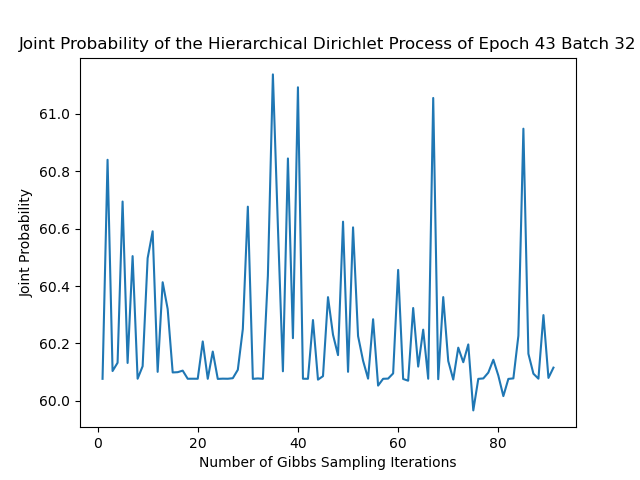 Joint Probability of the Hierarchical Dirichlet Process of Epoch 43 Batch 32
61.0
60.8
60.6
60.4
60.2
60.0
Joint Probability
0 20 40 60 80
Number of Gibbs Sampling Iterations